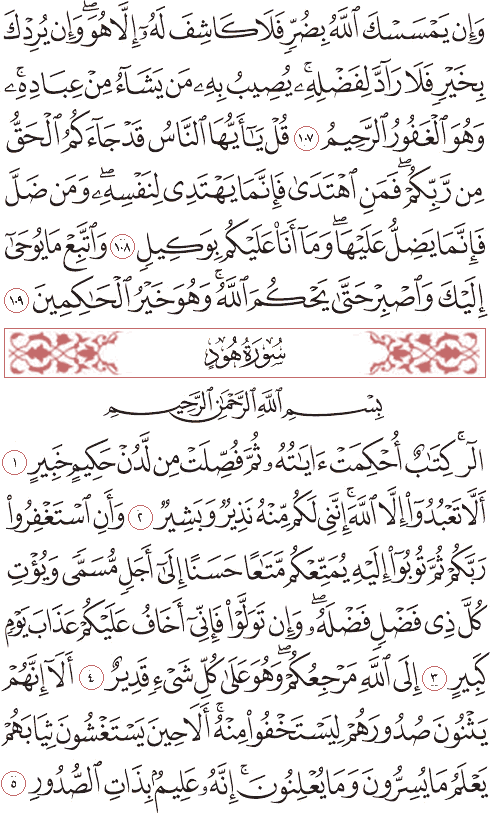 وَإِن يَمْسَسْكَ ٱللَّهُ بِضُرٍّ فَلَا كَاشِفَ لَهُۥٓ إِلَّا هُوَ ۖ وَإِن يُرِدْكَ
بِخَيْرٍ فَلَا رَآدَّ لِفَضْلِهِۦ ۚ يُصِيبُ بِهِۦ مَن يَشَآءُ مِنْ عِبَادِهِۦ ۚ
وَهُوَ ٱلْغَفُورُ ٱلرَّحِيمُ ١٠٧ قُلْ يَـٰٓأَيُّهَا ٱلنَّاسُ قَدْ جَآءَكُمُ ٱلْحَقُّ
مِن رَّبِّكُمْ ۖ فَمَنِ ٱهْتَدَىٰ فَإِنَّمَا يَهْتَدِى لِنَفْسِهِۦ ۖ وَمَن ضَلَّ
فَإِنَّمَا يَضِلُّ عَلَيْهَا ۖ وَمَآ أَنَا۠ عَلَيْكُم بِوَكِيلٍ ١٠٨ وَٱتَّبِعْ مَا يُوحَىٰٓ
إِلَيْكَ وَٱصْبِرْ حَتَّىٰ يَحْكُمَ ٱللَّهُ ۚ وَهُوَ خَيْرُ ٱلْحَـٰكِمِينَ ١٠٩
سُورَةُ هُودٍ
بِسْمِ ٱللَّهِ ٱلرَّحْمَـٰنِ ٱلرَّحِيمِ
الٓر ۚ كِتَـٰبٌ أُحْكِمَتْ ءَايَـٰتُهُۥ ثُمَّ فُصِّلَتْ مِن لَّدُنْ حَكِيمٍ خَبِيرٍ ١
أَلَّا تَعْبُدُوٓا۟ إِلَّا ٱللَّهَ ۚ إِنَّنِى لَكُم مِّنْهُ نَذِيرٌ وَبَشِيرٌ ٢ وَأَنِ ٱسْتَغْفِرُوا۟
رَبَّكُمْ ثُمَّ تُوبُوٓا۟ إِلَيْهِ يُمَتِّعْكُم مَّتَـٰعًا حَسَنًا إِلَىٰٓ أَجَلٍ مُّسَمًّى وَيُؤْتِ
كُلَّ ذِى فَضْلٍ فَضْلَهُۥ ۖ وَإِن تَوَلَّوْا۟ فَإِنِّىٓ أَخَافُ عَلَيْكُمْ عَذَابَ يَوْمٍ
كَبِيرٍ ٣ إِلَى ٱللَّهِ مَرْجِعُكُمْ ۖ وَهُوَ عَلَىٰ كُلِّ شَىْءٍ قَدِيرٌ ٤ أَلَآ إِنَّهُمْ
يَثْنُونَ صُدُورَهُمْ لِيَسْتَخْفُوا۟ مِنْهُ ۚ أَلَا حِينَ يَسْتَغْشُونَ ثِيَابَهُمْ
يَعْلَمُ مَا يُسِرُّونَ وَمَا يُعْلِنُونَ ۚ إِنَّهُۥ عَلِيمٌۢ بِذَاتِ ٱلصُّدُورِ ٥